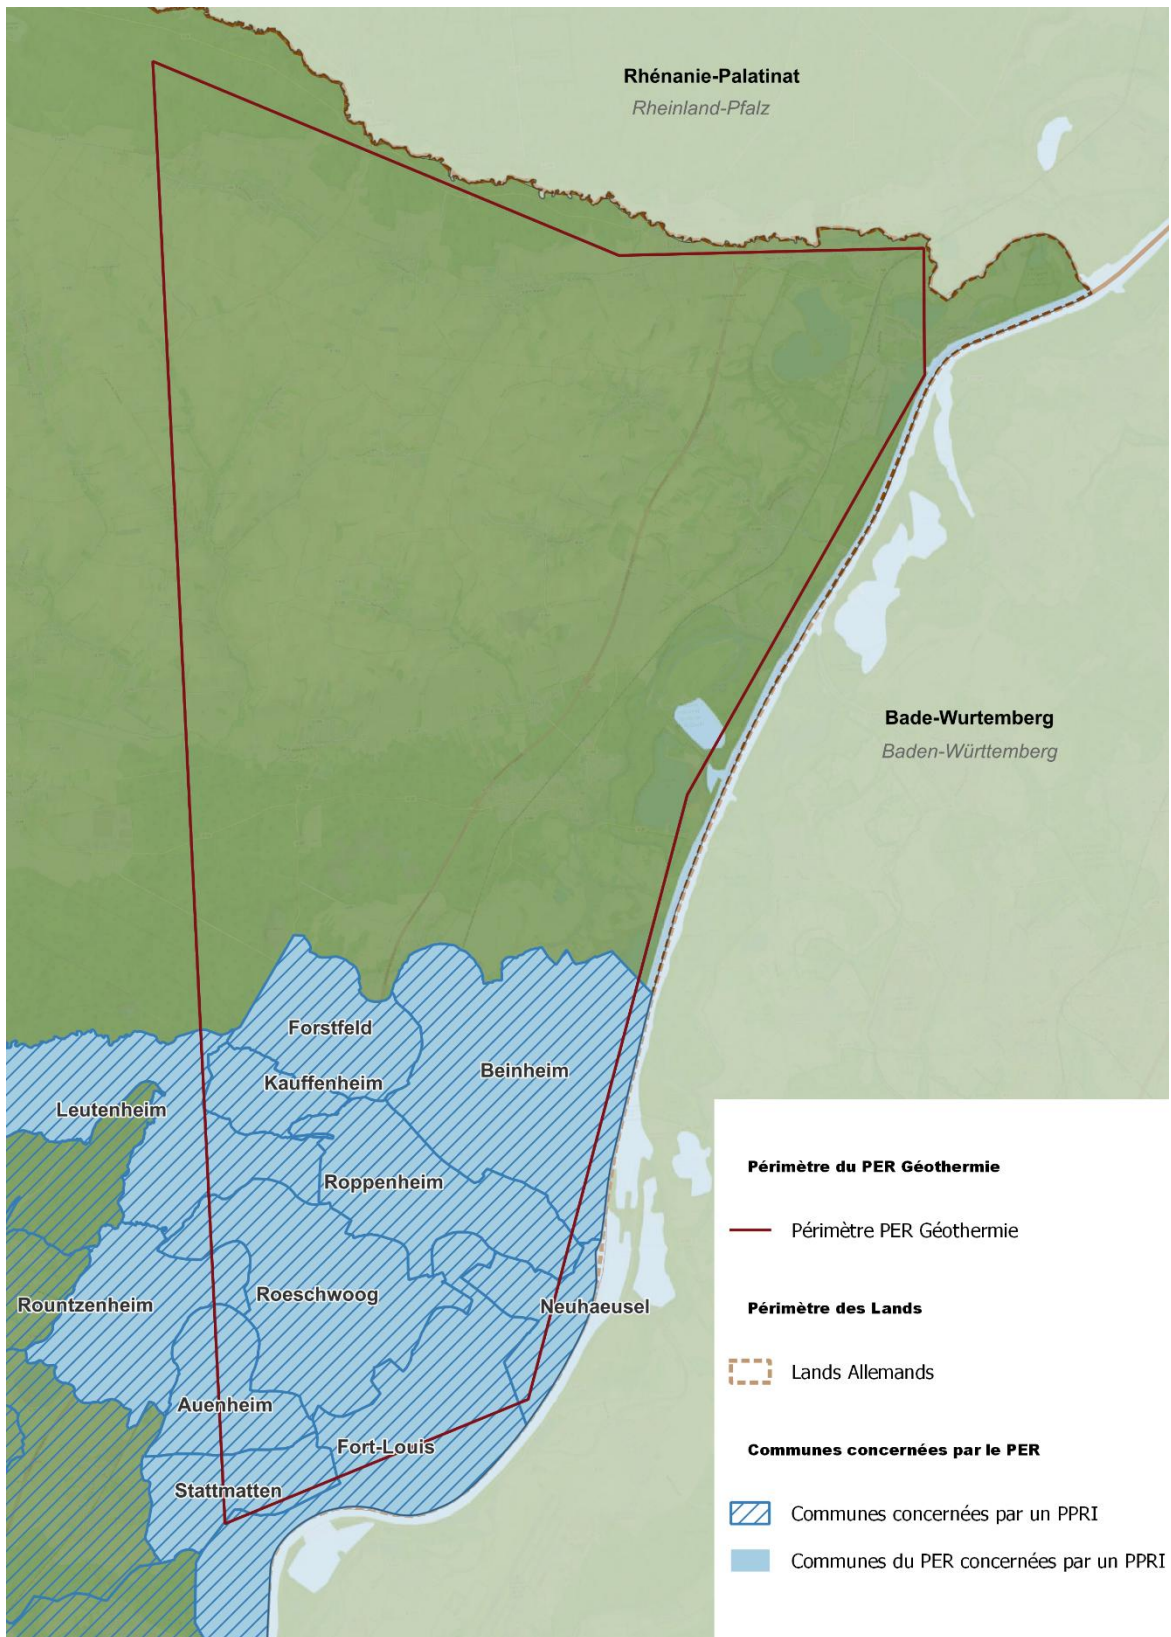 Rhénanie-Palatinat
Rheinland-Pfalz
Bade-Wurtemberg
Baden-Württemberg
Forstfeld
Kauffenheim
Beinheim
Leutenheim
Roppenheim
Roeschwoog
Rountzenheim
Neuhaeusel
Auenheim
Fort-Louis
Stattmatten
Périmètre du PER Géothermie
Périmètre PER Géothermie
Périmètre des Lands
Lands Allemands
Communes concernées par le PER
Communes concernées par un PPRI
Communes du PER concernées par un PPRI